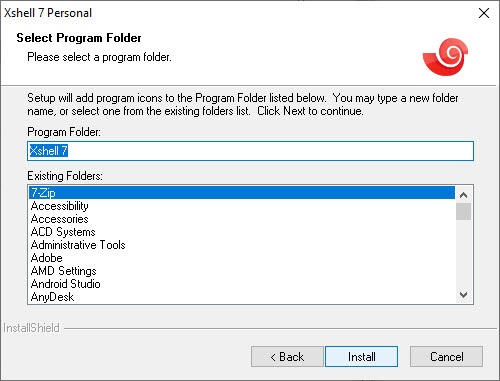 Xshell 7 Personal
Select Program Folder
Please select a program folder.
Setup will add program icons to the Program Folder listed below. You may type a new folder
name, or select one from the existing folders list. Click Next to continue.
Program Folder:
Xshell 7
Existing Folders:
7-Zip
Accessibility
Accessories
ACD Systems
Administrative Tools
Adobe
AMD Settings
Android Studio
AnyDesk
InstallShield
< Back
Install
Cancel